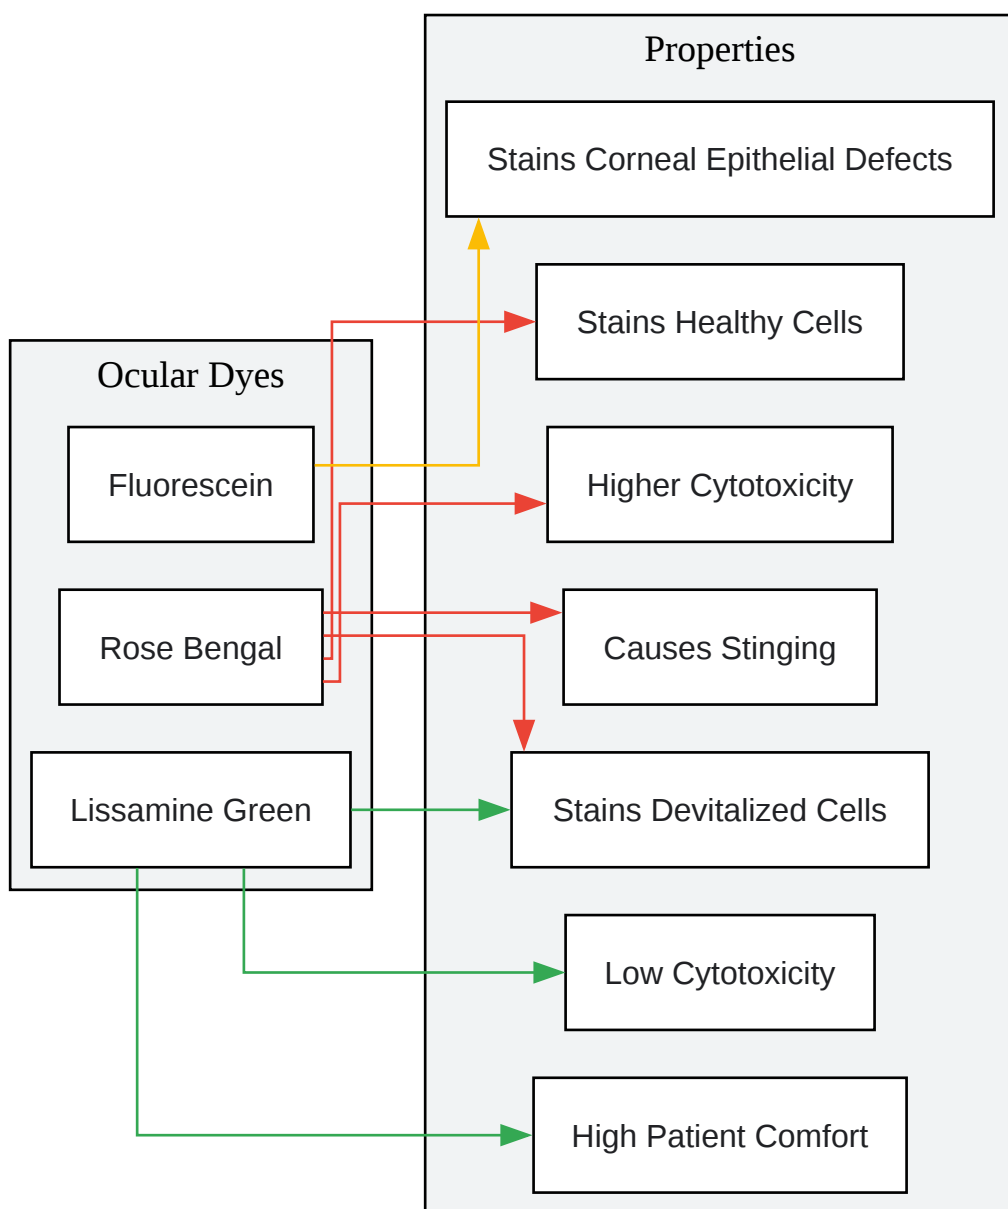 Properties
Stains Corneal Epithelial Defects
Stains Healthy Cells
Ocular Dyes
Fluorescein
Higher Cytotoxicity
Rose Bengal
Causes Stinging
Lissamine Green
Stains Devitalized Cells
Low Cytotoxicity
High Patient Comfort